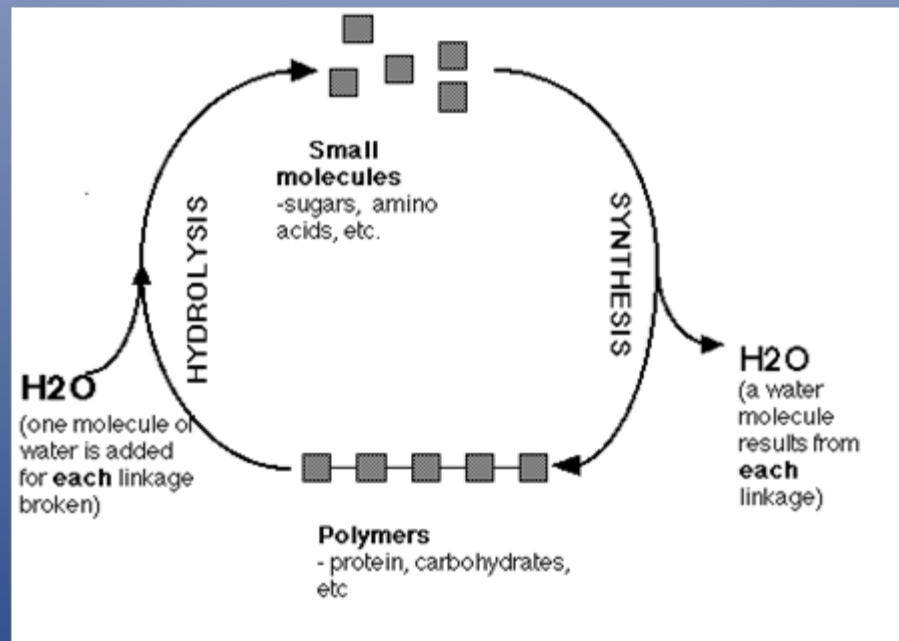 Small
molecules
-sugars, amino
acids, etc.
HYDROLYSIS
SYNTHESIS
H2O
(one molecule of
water is added
for each linkage
broken)
H2O
(a water
molecule
results from
each
linkage)
Polymers
- protein, carbohydrates,
etc